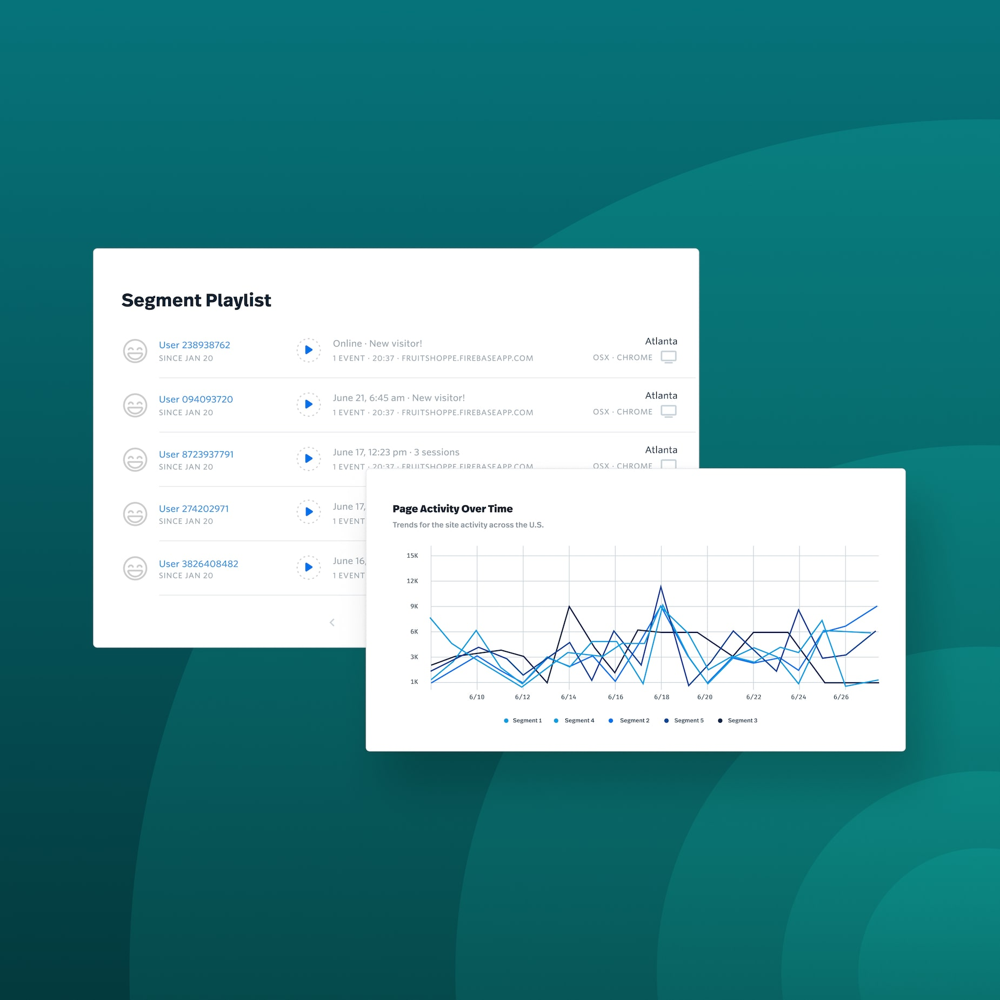 Segment Playlist
User 238938762
SINCE JAN 20
Online · New visitor!
1 EVENT · 20:37 · FRUITSHOPPE.FIREBASEAPP.COM
Atlanta
OSX · CHROME
User 094093720
SINCE JAN 20
June 21, 6:45 am · New visitor!
1 EVENT · 20:37 · FRUITSHOPPE.FIREBASEAPP.COM
Atlanta
OSX · CHROME
User 8723937791
SINCE JAN 20
June 17, 12:23 pm · 3 sessions
1 EVENT · 20:37 · FRUITSHOPPE.FIREBASEAPP.COM
Atlanta
OSX · CHROME
User 274202971
SINCE JAN 20
June 17,
1 EVENT
User 3826408482
SINCE JAN 20
June 16,
1 EVENT
Page Activity Over Time
Trends for the site activity across the U.S.
15K
12K
9K
6K
3K
1K
6/10 6/12 6/14 6/16 6/18 6/20 6/22 6/24 6/26
Segment 1 Segment 4 Segment 2 Segment 5 Segment 3